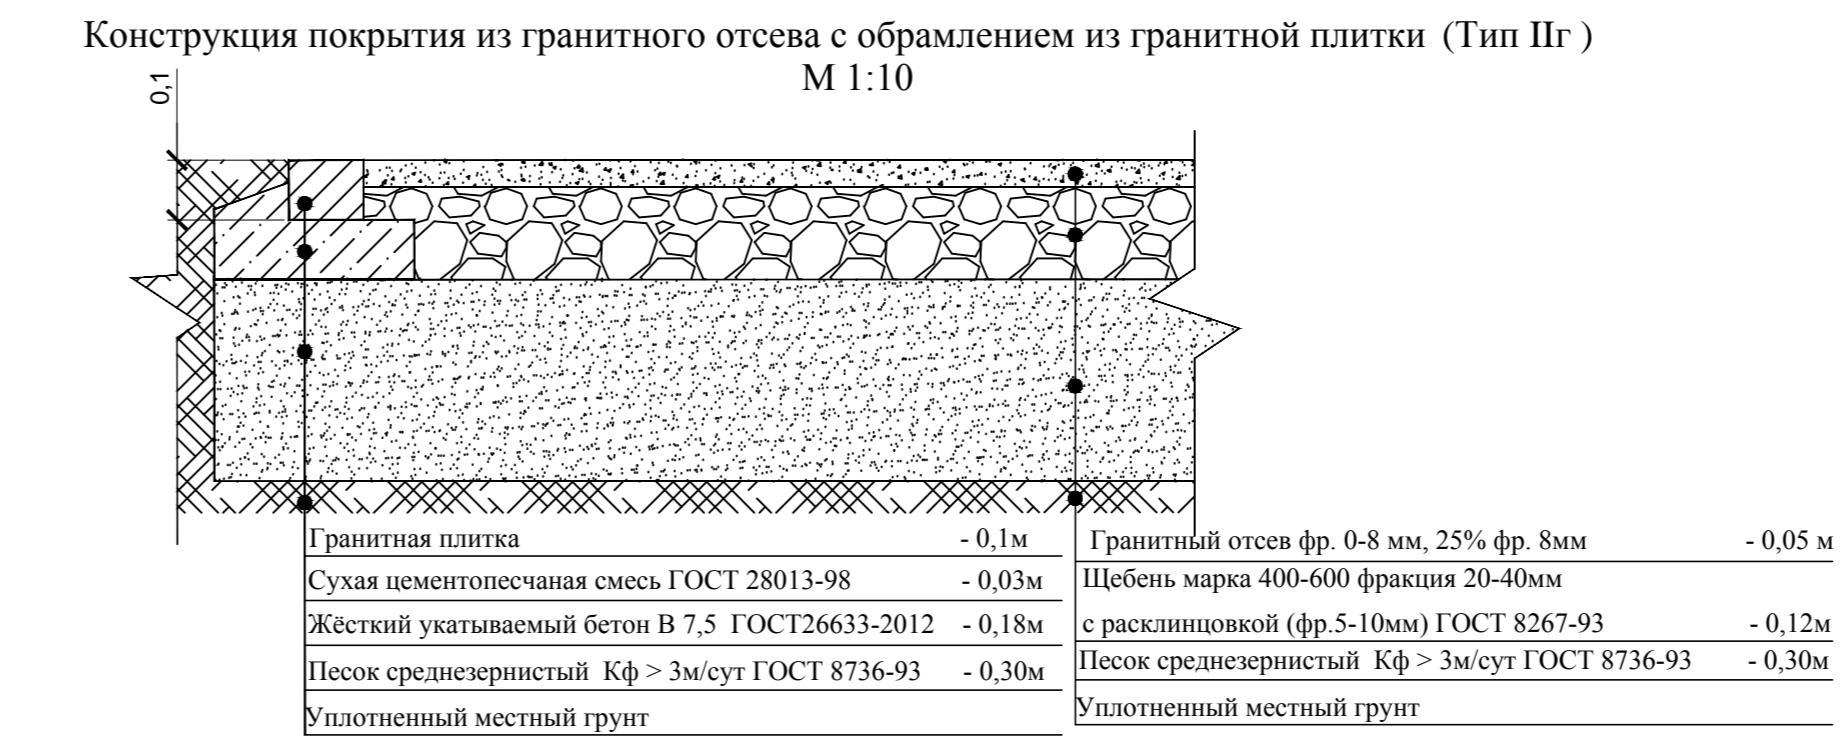 Конструкция покрытия из гранитного отсева с обрамлением из гранитной плитки (Тип IIг )
М 1:10
0,1
Гранитная плитка - 0,1м
Сухая цементопесчаная смесь ГОСТ 28013-98 - 0,03м
Жёсткий укатываемый бетон В 7,5 ГОСТ26633-2012 - 0,18м
Песок среднезернистый Кф > 3м/сут ГОСТ 8736-93 - 0,30м
Уплотненный местный грунт
Гранитный отсев фр. 0-8 мм, 25% фр. 8мм - 0,05 м
Щебень марка 400-600 фракция 20-40мм
с расклинцовкой (фр.5-10мм) ГОСТ 8267-93 - 0,12м
Песок среднезернистый Кф > 3м/сут ГОСТ 8736-93 - 0,30м
Уплотненный местный грунт